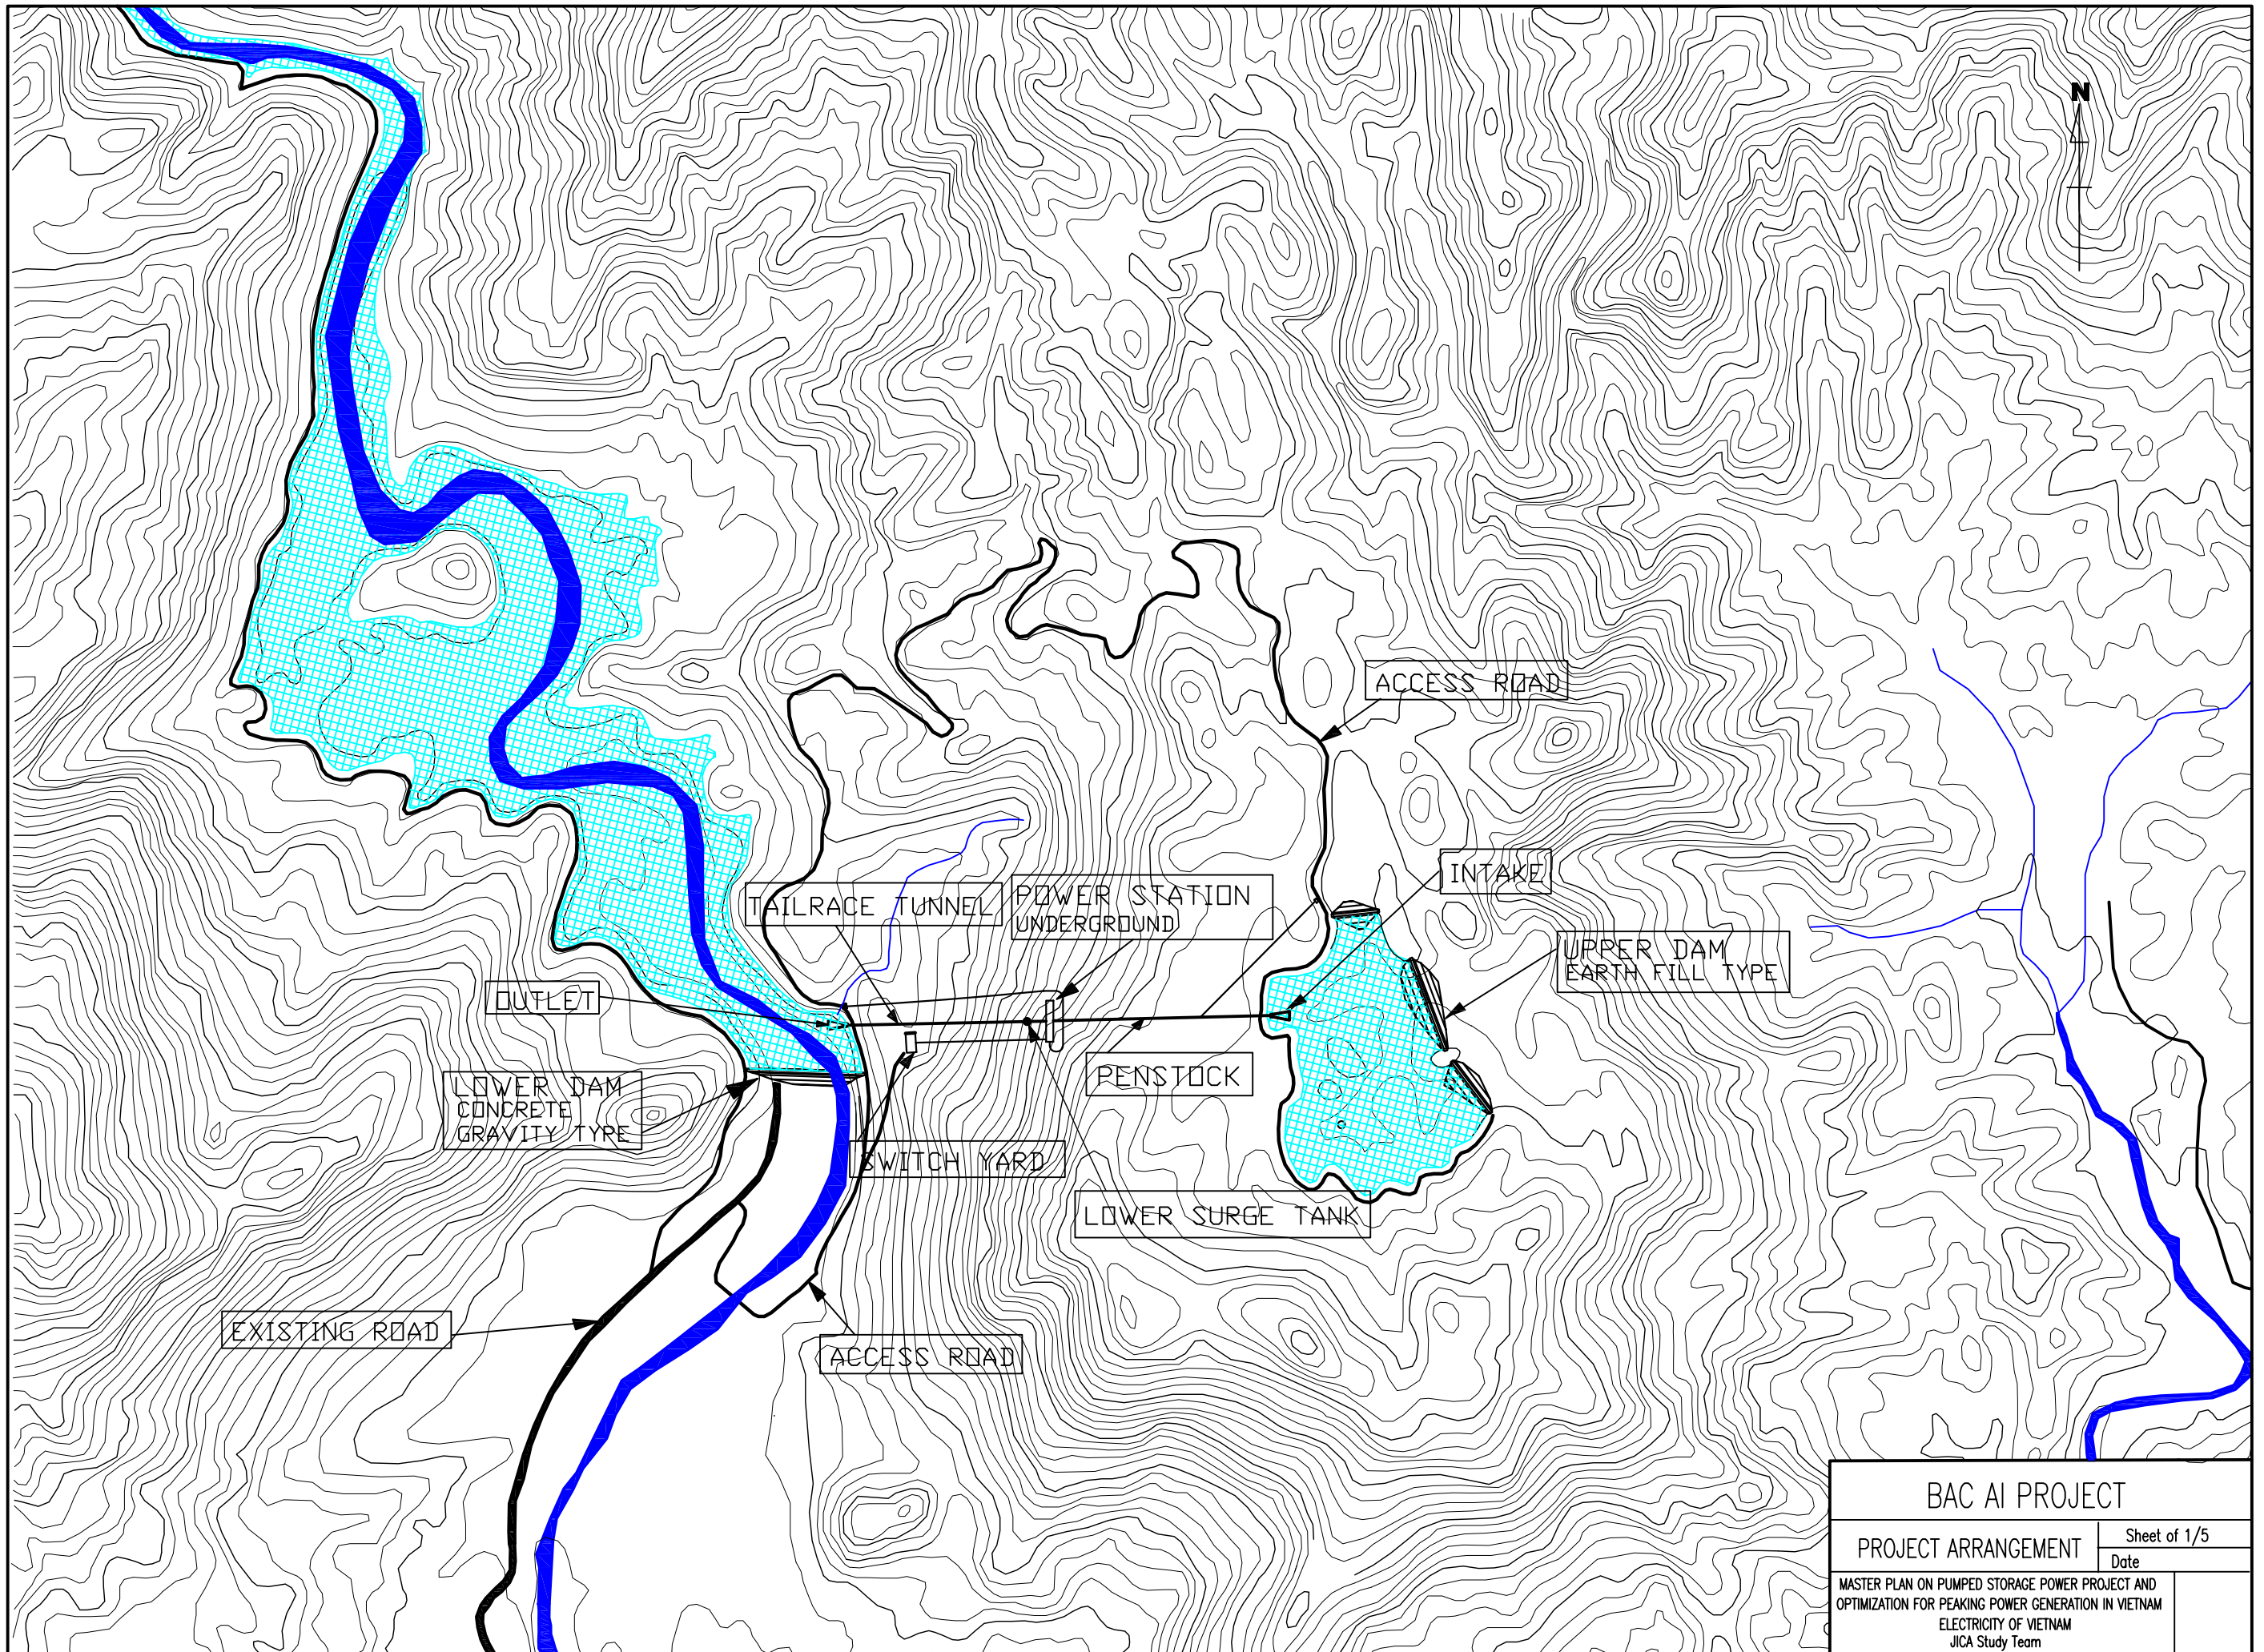 N
ACCESS ROAD
INTAKE
TAILRACE TUNNEL
POWER STATION
UNDERGROUND
UPPER DAM
EARTH FILL TYPE
OUTLET
PENSTOCK
LOWER DAM
CONCRETE
GRAVITY TYPE
SWITCH YARD
LOWER SURGE TANK
EXISTING ROAD
ACCESS ROAD
BAC AI PROJECT
PROJECT ARRANGEMENT
Sheet of 1/5
Date
MASTER PLAN ON PUMPED STORAGE POWER PROJECT AND
OPTIMIZATION FOR PEAKING POWER GENERATION IN VIETNAM
ELECTRICITY OF VIETNAM
JICA Study Team